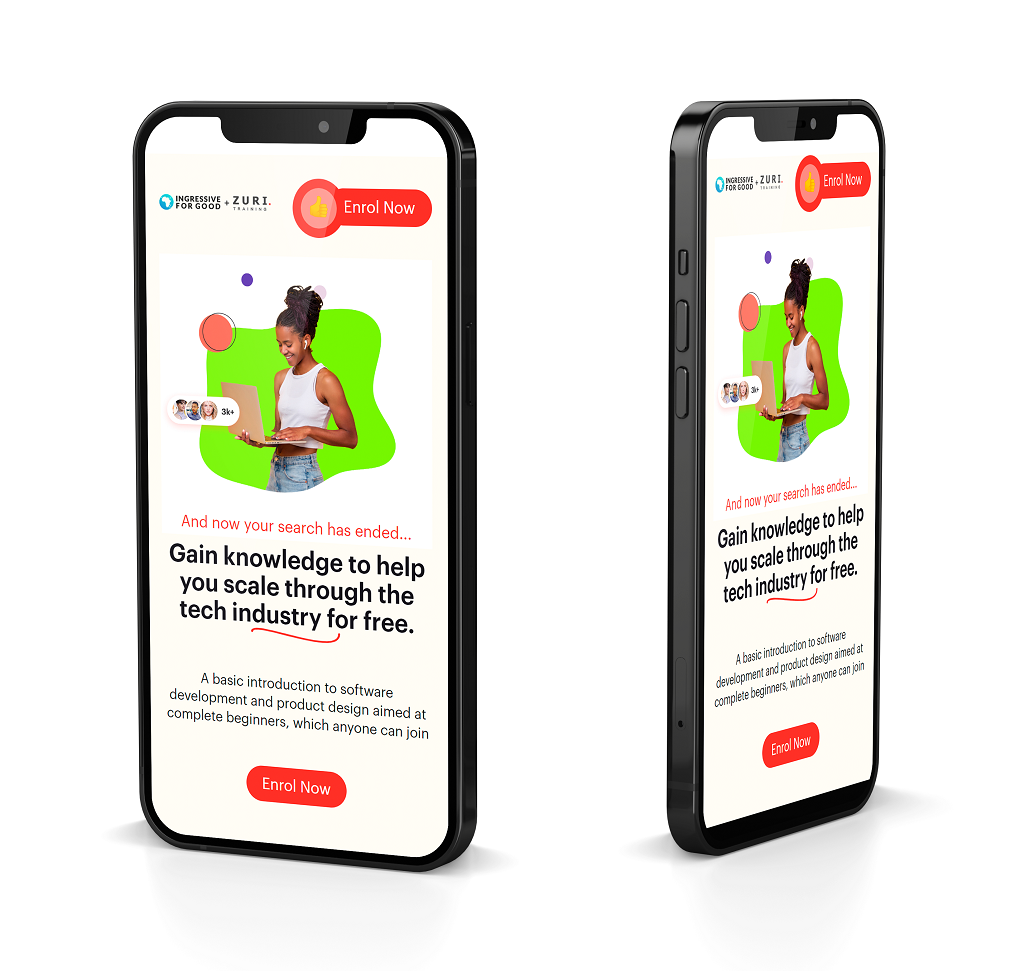 INGRESSIVE
FOR GOOD
+ ZURI.
TRAINING
Enrol Now
3k+
And now your search has ended...
Gain knowledge to help
you scale through the
tech industry for free.
A basic introduction to software
development and product design aimed at
complete beginners, which anyone can join
Enrol Now
INGRESSIVE
FOR GOOD
+ ZURI.
TRAINING
Enrol Now
3k+
And now your search has ended...
Gain knowledge to help
you scale through the
tech industry for free.
A basic introduction to software
development and product design aimed at
complete beginners, which anyone can join
Enrol Now